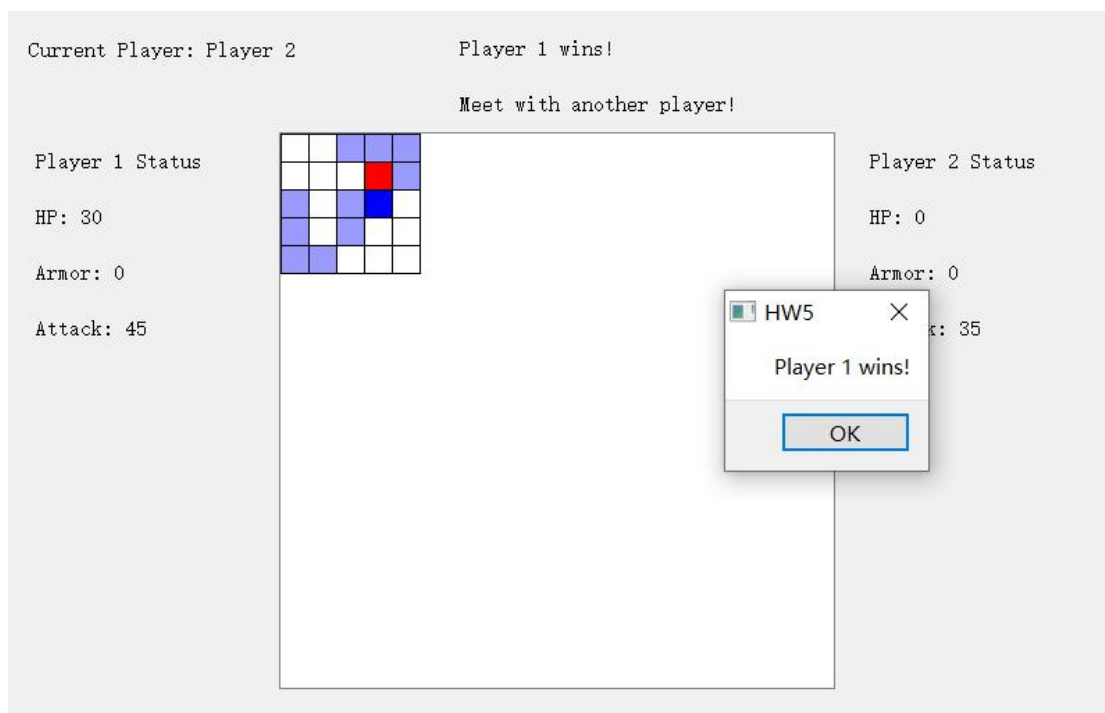 Current Player: Player 2
Player 1 wins!
Meet with another player!
Player 1 Status
HP: 30
Armor: 0
Attack: 45
Player 2 Status
HP: 0
Armor: 0
35
HW5
Player 1 wins!
OK